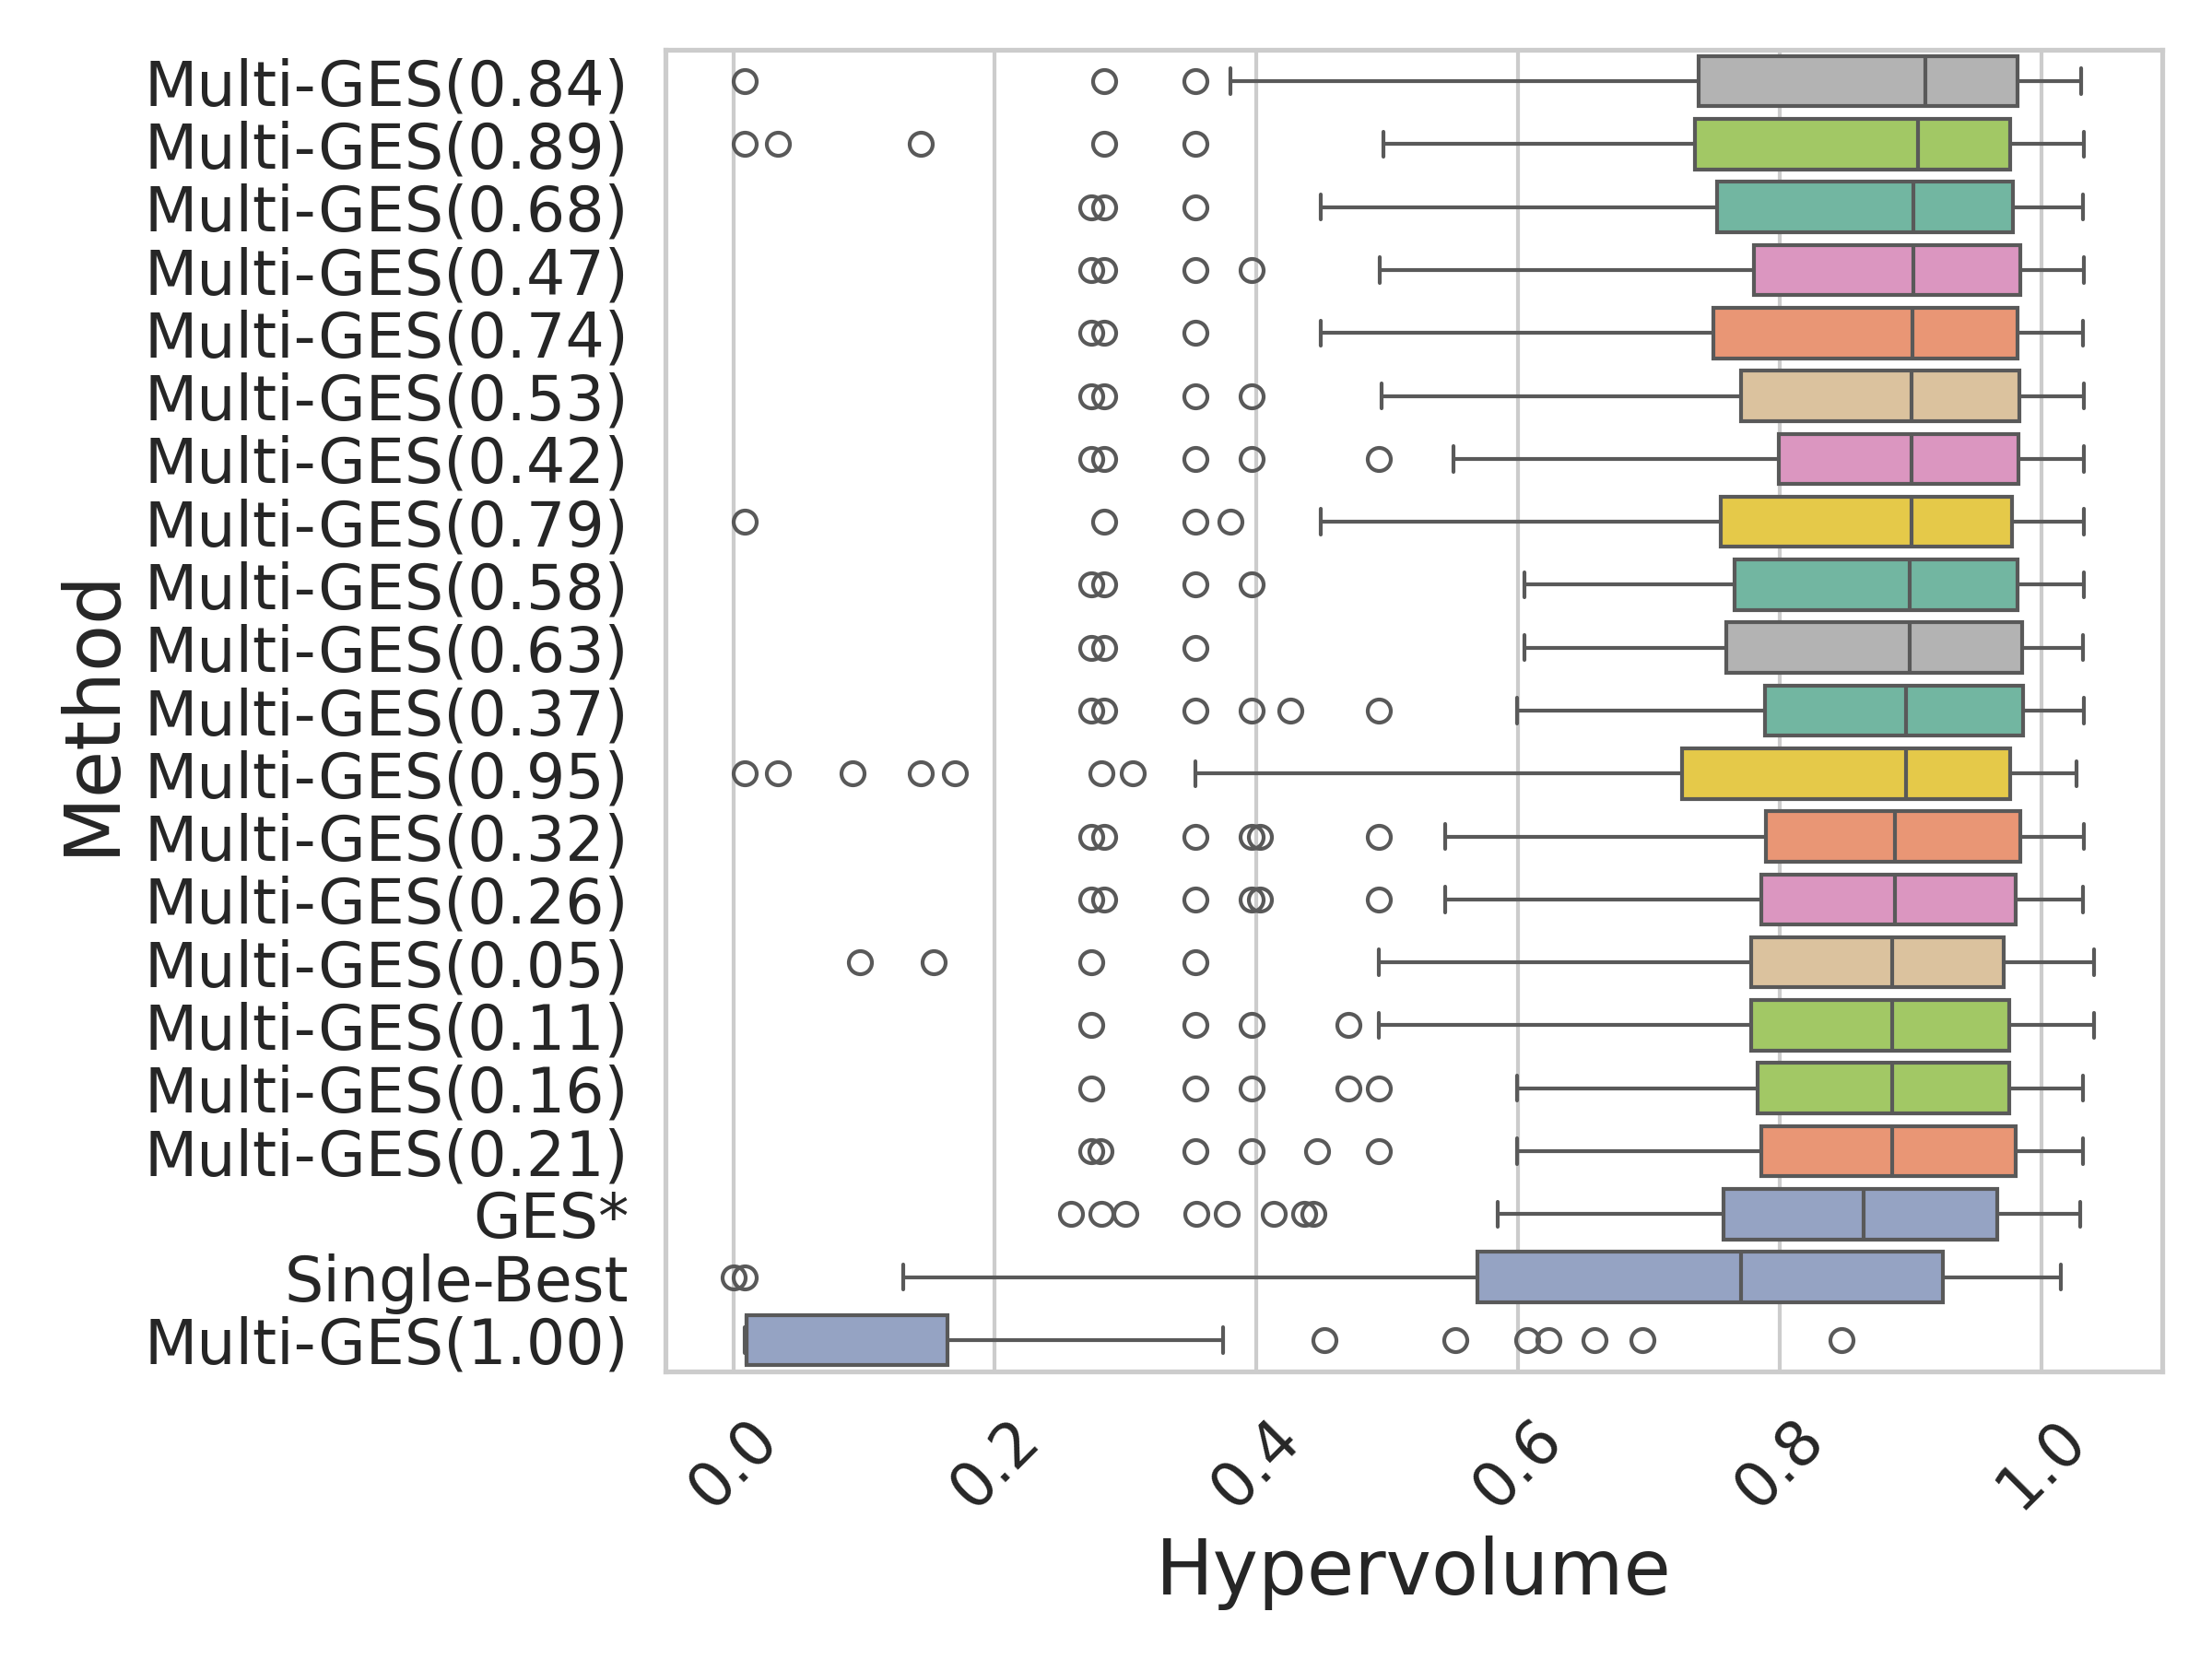 Multi-GES(0.84)
Multi-GES(0.89)
Multi-GES(0.68)
Multi-GES(0.47)
Multi-GES(0.74)
Multi-GES(0.53)
Multi-GES(0.42)
Multi-GES(0.79)
Multi-GES(0.58)
Multi-GES(0.63)
Multi-GES(0.37)
Multi-GES(0.95)
Multi-GES(0.32)
Multi-GES(0.26)
Multi-GES(0.05)
Multi-GES(0.11)
Multi-GES(0.16)
Multi-GES(0.21)
GES*
Single-Best
Multi-GES(1.00)
Method
0.0
0.2
0.4
0.6
0.8
1.0
Hypervolume